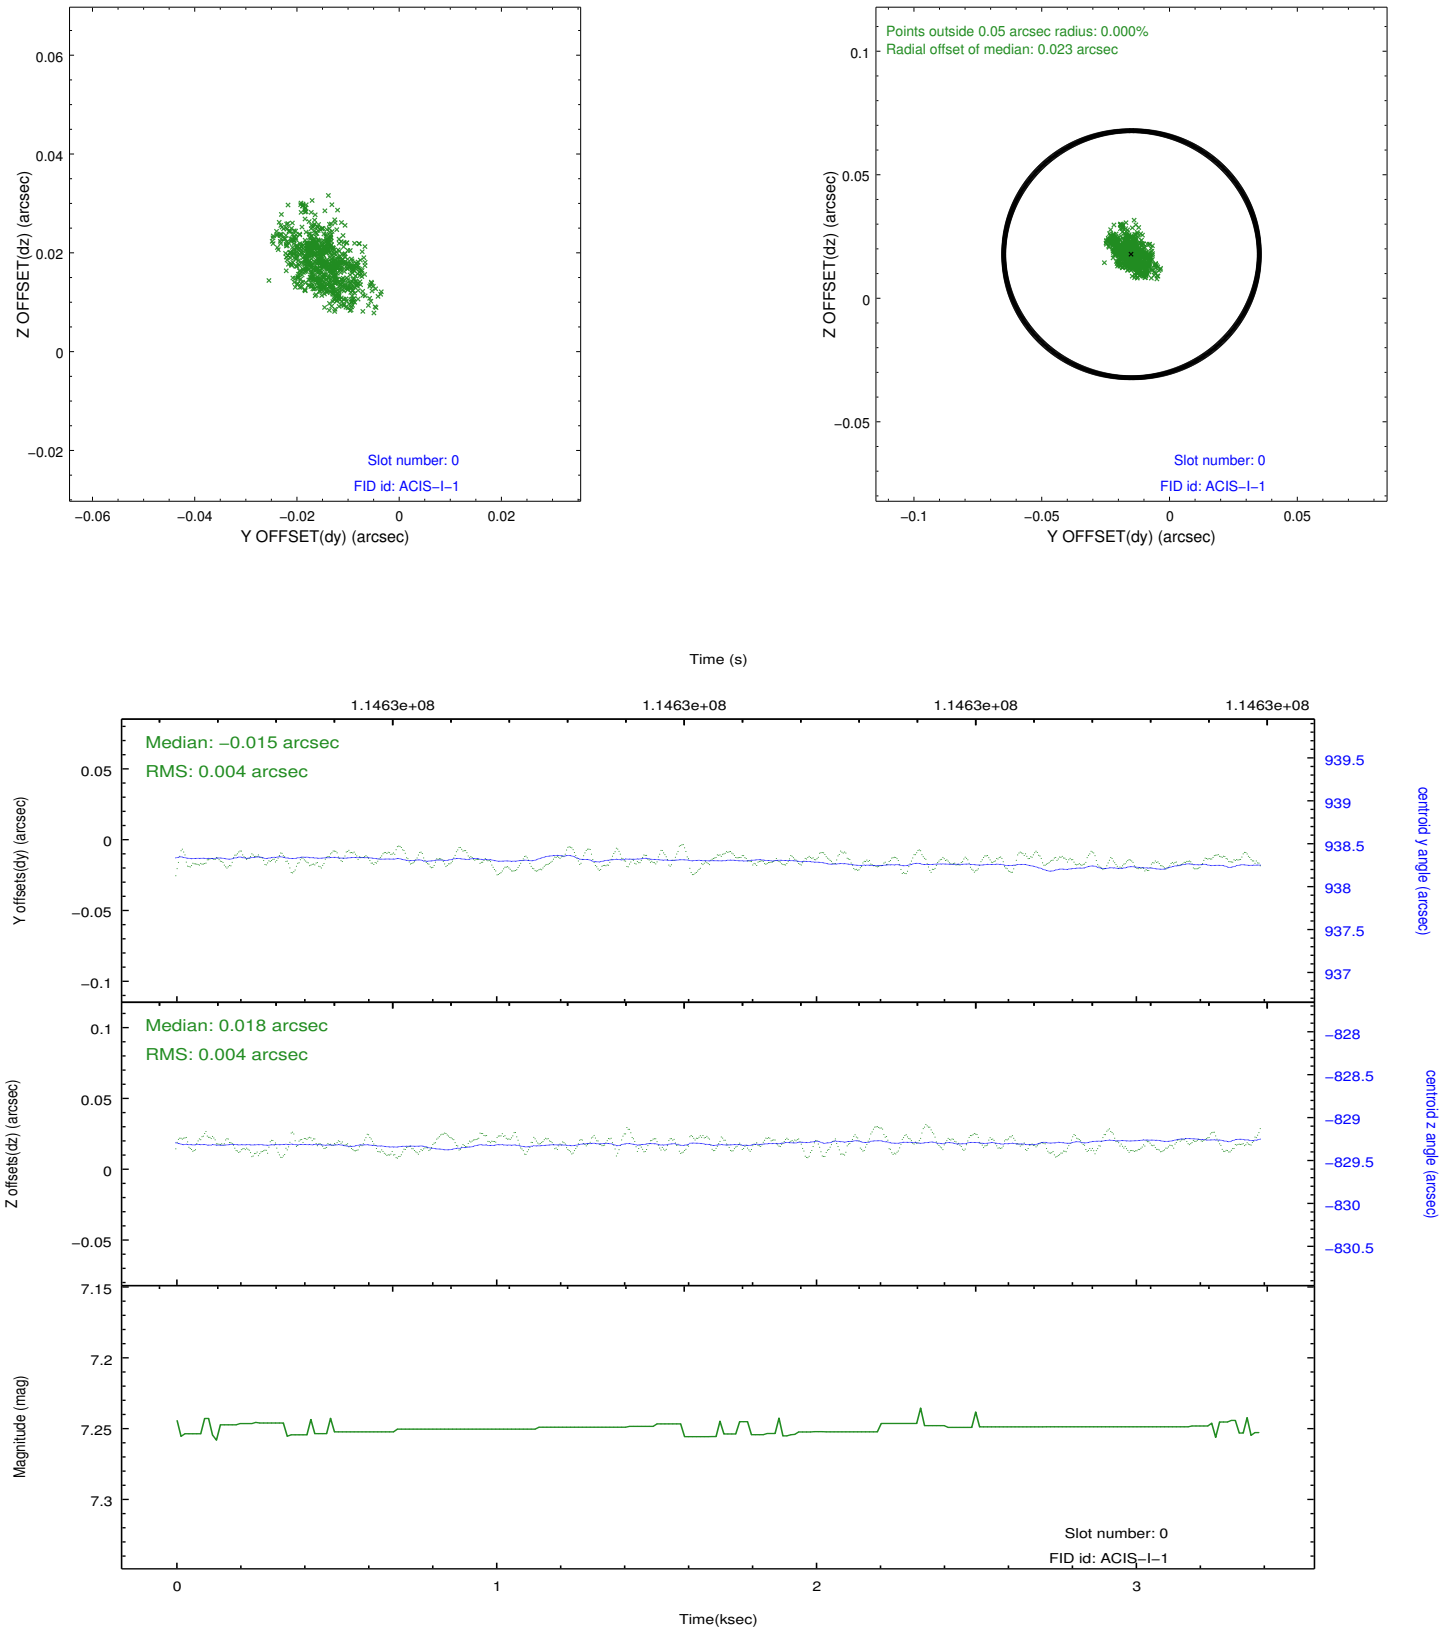 0.06
0.04
0.02
0
−0.02
Z OFFSET(dz) (arcsec)
Slot number: 0
FID id: ACIS−I−1
−0.06 −0.04 −0.02 0 0.02
Y OFFSET(dy) (arcsec)
Points outside 0.05 arcsec radius: 0.000%
Radial offset of median: 0.023 arcsec
0.1
0.05
0
−0.05
Z OFFSET(dz) (arcsec)
Slot number: 0
FID id: ACIS−I−1
−0.1 −0.05 0 0.05
Y OFFSET(dy) (arcsec)
Time (s)
1.1463e+08 1.1463e+08 1.1463e+08 1.1463e+08
Median: −0.015 arcsec
RMS: 0.004 arcsec
0.05
0
−0.05
−0.1
Y offsets(dy) (arcsec)
939.5
939
938.5
938
937.5
937
centroid y angle (arcsec)
Median: 0.018 arcsec
RMS: 0.004 arcsec
0.1
0.05
0
−0.05
Z offsets(dz) (arcsec)
−828
−828.5
−829
−829.5
−830
−830.5
centroid z angle (arcsec)
7.15
7.2
7.25
7.3
Magnitude (mag)
Slot number: 0
FID id: ACIS−I−1
0 1 2 3
Time(ksec)